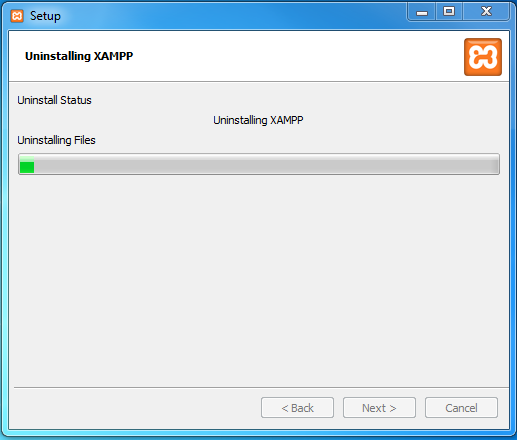 Setup
Uninstalling XAMPP
Uninstall Status
Uninstalling XAMPP
Uninstalling Files
< Back
Next >
Cancel